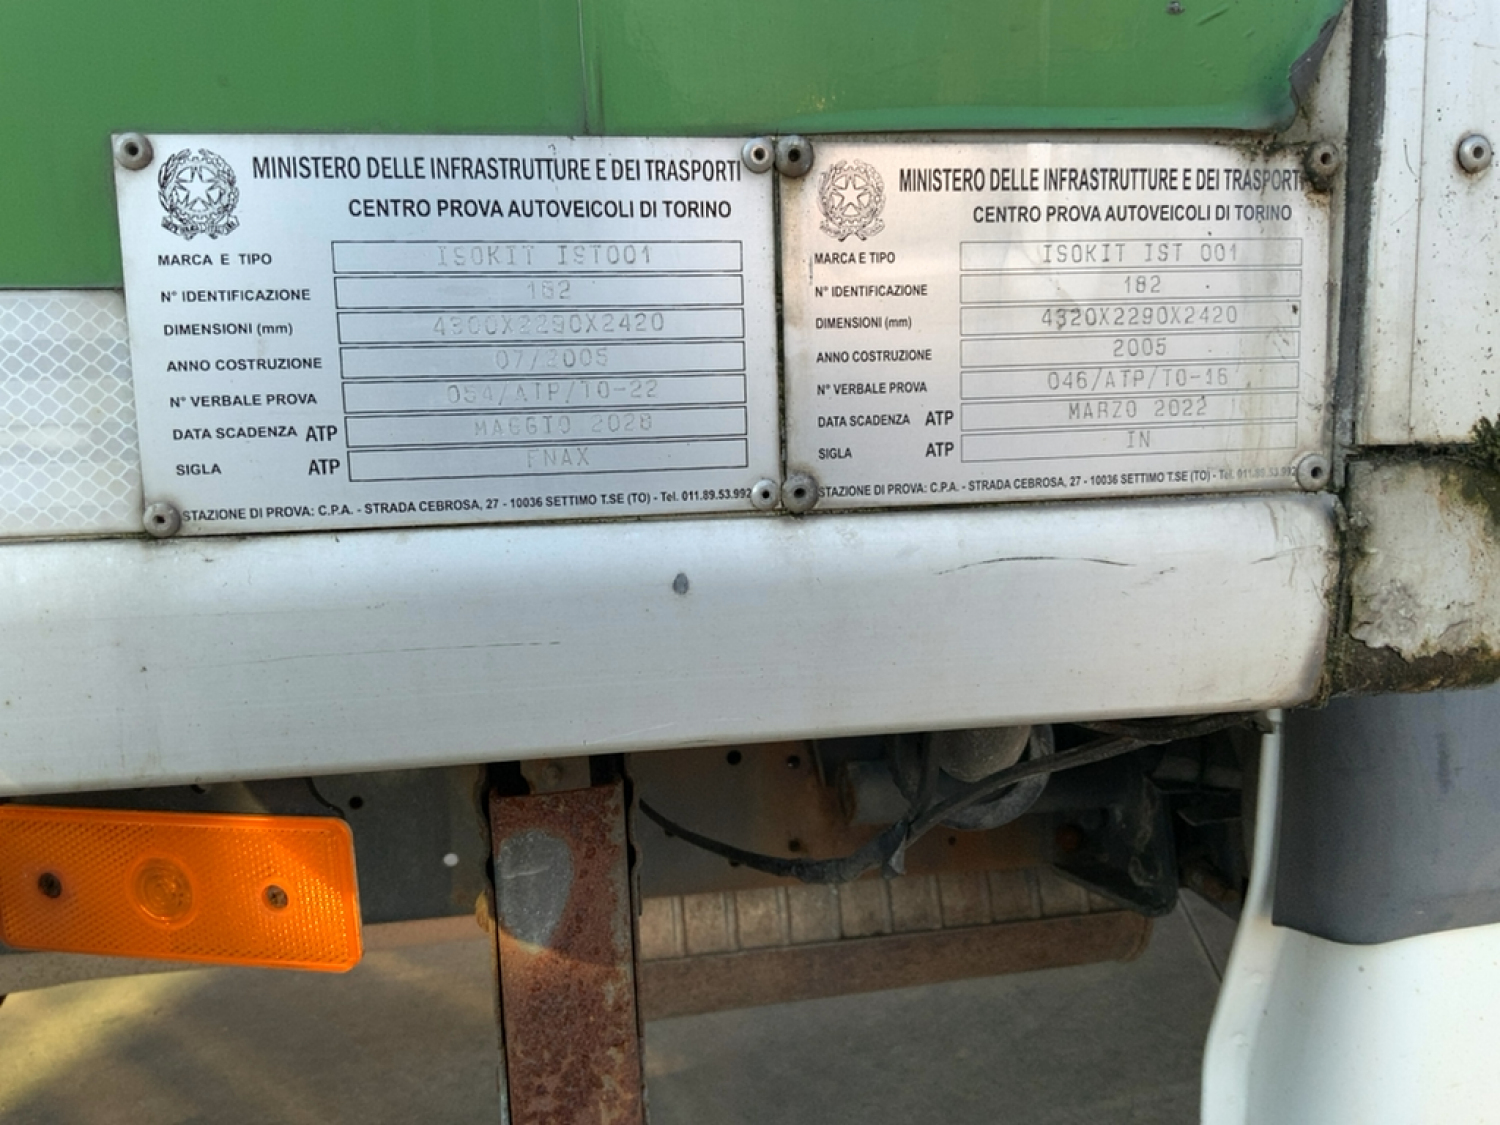 MINISTERO DELLE INFRASTRUTTURE E DEI TRASPORTI
CENTRO PROVA AUTOVEICOLI DI TORINO
MARCA E TIPO ISOKIT IST001
N° IDENTIFICAZIONE 182
DIMENSIONI (mm) 4300X2290X2420
ANNO COSTRUZIONE 07/2005
N° VERBALE PROVA 054/ATP/TO-22
DATA SCADENZA ATP MAGGIO 2028
SIGLA ATP FNAX
STAZIONE DI PROVA: C.P.A. - STRADA CEBROSA, 27 - 10036 SETTIMO T.SE (TO) - Tel. 011.89.53.992
MINISTERO DELLE INFRASTRUTTURE E DEI TRASPORTI
CENTRO PROVA AUTOVEICOLI DI TORINO
MARCA E TIPO ISOKIT IST 001
N° IDENTIFICAZIONE 182
DIMENSIONI (mm) 4320X2290X2420
ANNO COSTRUZIONE 2005
N° VERBALE PROVA 046/ATP/TO-16
DATA SCADENZA ATP MARZO 2022
SIGLA ATP IN
STAZIONE DI PROVA: C.P.A. - STRADA CEBROSA, 27 - 10036 SETTIMO T.SE (TO) - Tel. 011.89.53.992